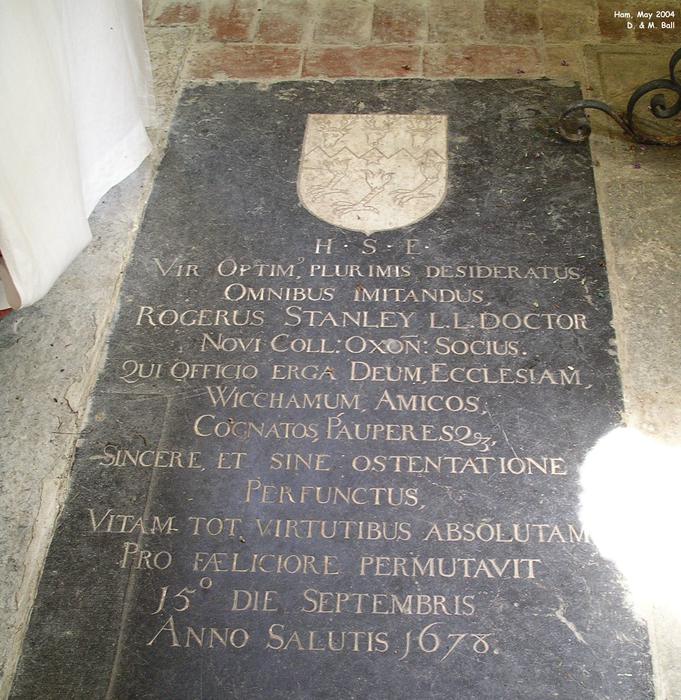 Ham, May 2004
D. & M. Ball
H · S · E ·
VIR OPTIM', PLURIMIS DESIDERATUS,
OMNIBUS IMITANDUS,
ROGERUS STANLEY L.L. DOCTOR
NOVI COLL: OXOÑ: SOCIUS.
QUI OFFICIO ERGA DEUM, ECCLESIAM,
WICCHAMUM, AMICOS,
COGNATOS, PAUPERESQꝫ,
SINCERE, ET SINE OSTENTATIONE
PERFUNCTUS,
VITAM TOT VIRTUTIBUS ABSOLUTAM
PRO FÆLICIORE PERMUTAVIT
15° DIE SEPTEMBRIS
ANNO SALUTIS 1678.